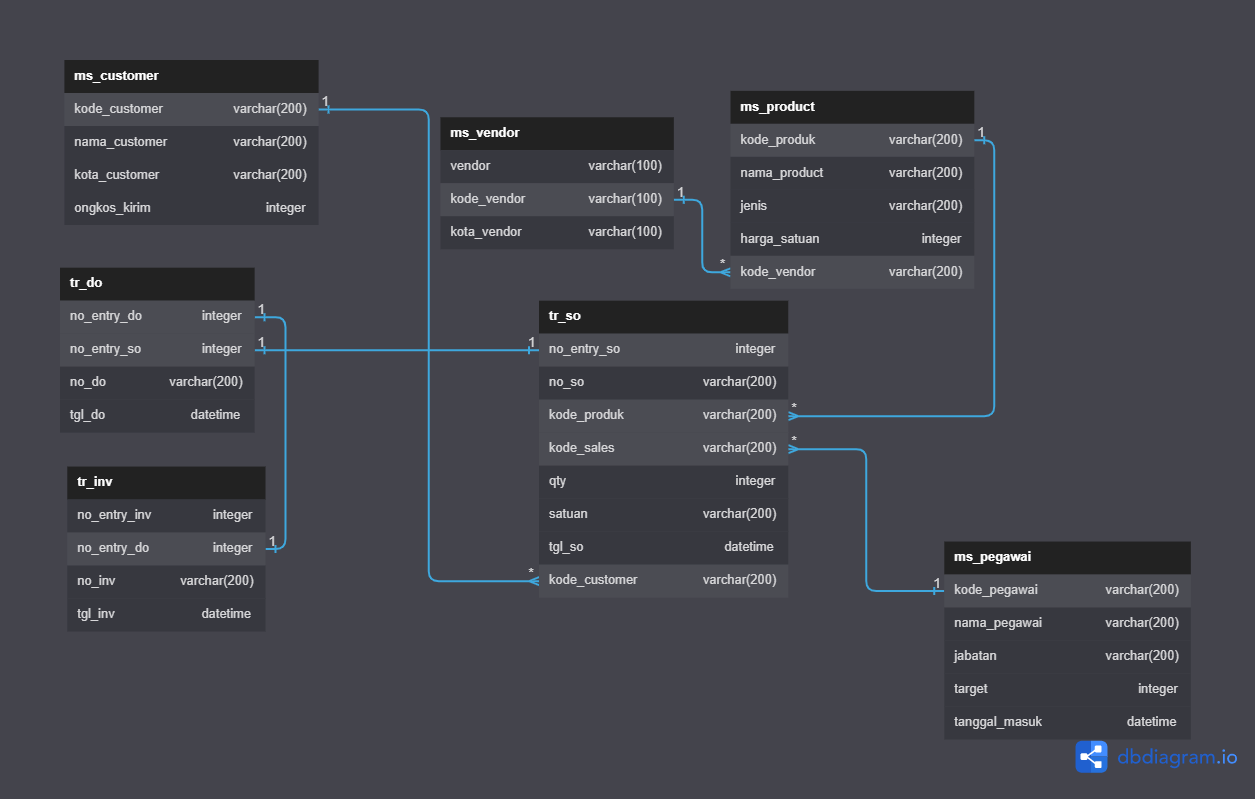 ms_customer
kode_customer varchar(200)
1
nama_customer varchar(200)
kota_customer varchar(200)
ongkos_kirim integer
ms_vendor
vendor varchar(100)
kode_vendor varchar(100)
1
kota_vendor varchar(100)
ms_product
kode_produk varchar(200)
1
nama_product varchar(200)
jenis varchar(200)
harga_satuan integer
*
kode_vendor varchar(200)
tr_do
no_entry_do integer
1
no_entry_so integer
1
no_do varchar(200)
tgl_do datetime
tr_so
1
no_entry_so integer
no_so varchar(200)
kode_produk varchar(200)
*
kode_sales varchar(200)
*
qty integer
satuan varchar(200)
tgl_so datetime
*
kode_customer varchar(200)
tr_inv
no_entry_inv integer
no_entry_do integer
1
no_inv varchar(200)
tgl_inv datetime
ms_pegawai
1
kode_pegawai varchar(200)
nama_pegawai varchar(200)
jabatan varchar(200)
target integer
tanggal_masuk datetime
dbdiagram.io